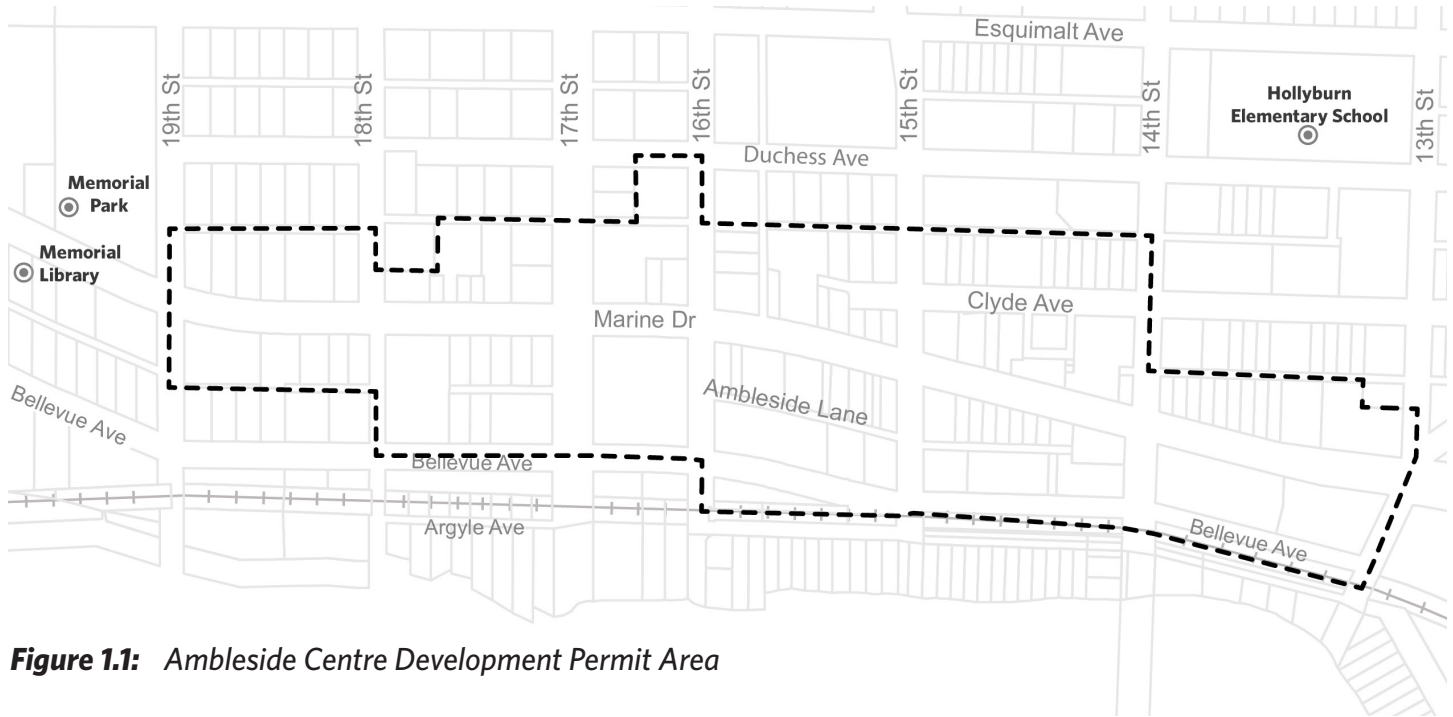 Esquimalt Ave
19th St
18th St
17th St
16th St
15th St
14th St
13th St
Hollyburn
Elementary School
Duchess Ave
Memorial
Park
Memorial
Library
Clyde Ave
Marine Dr
Ambleside Lane
Bellevue Ave
Bellevue Ave
Argyle Ave
Bellevue Ave
Figure 1.1: Ambleside Centre Development Permit Area